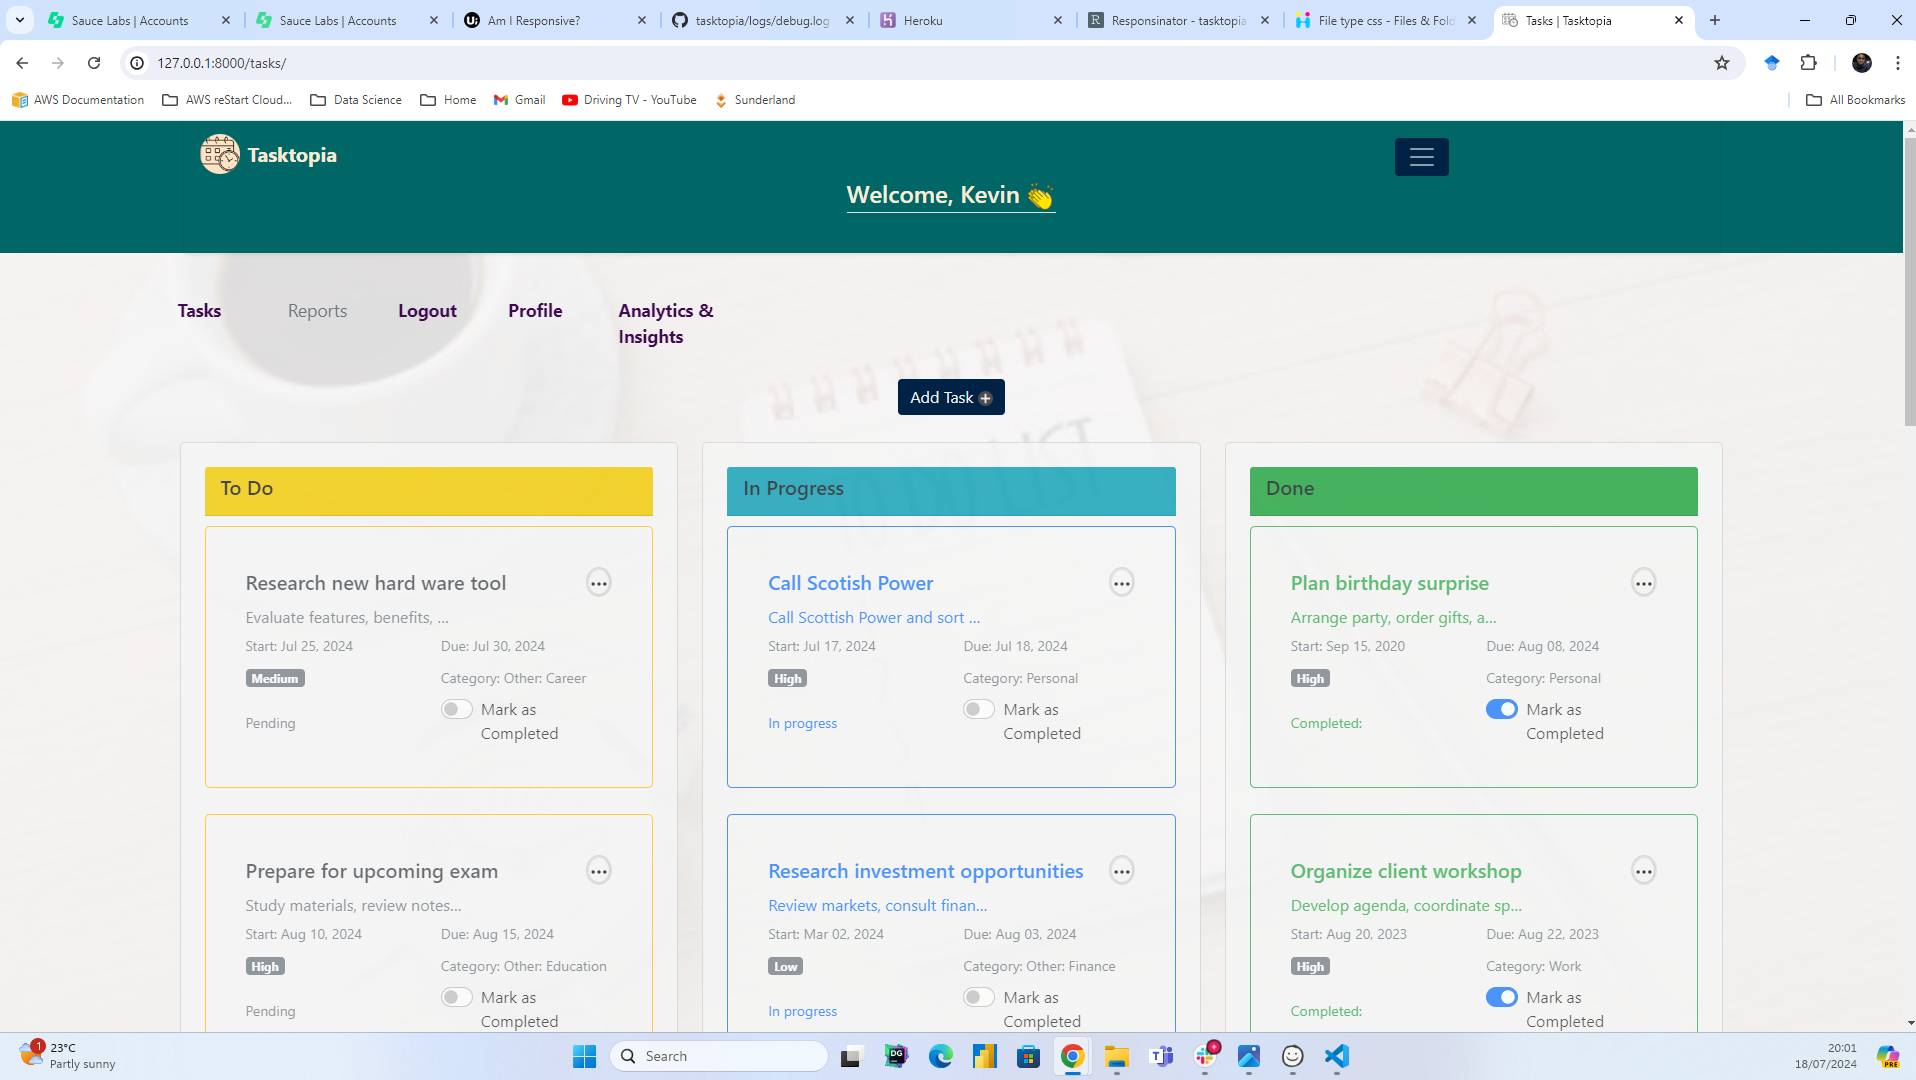 Sauce Labs | Accounts
Sauce Labs | Accounts
Am I Responsive?
tasktopia/logs/debug.log
Heroku
Responsinator - tasktopia
File type css - Files & Fold
Tasks | Tasktopia
127.0.0.1:8000/tasks/
AWS Documentation
AWS reStart Cloud...
Data Science
Home
Gmail
Driving TV - YouTube
Sunderland
All Bookmarks
Tasktopia
Welcome, Kevin 👏
Tasks
Reports
Logout
Profile
Analytics &
Insights
Add Task
TO DO LIST
To Do
Research new hard ware tool
Evaluate features, benefits, ...
Start: Jul 25, 2024
Due: Jul 30, 2024
Medium
Category: Other: Career
Pending
Mark as
Completed
Prepare for upcoming exam
Study materials, review notes...
Start: Aug 10, 2024
Due: Aug 15, 2024
High
Category: Other: Education
Pending
Mark as
Completed
In Progress
Call Scotish Power
Call Scottish Power and sort ...
Start: Jul 17, 2024
Due: Jul 18, 2024
High
Category: Personal
In progress
Mark as
Completed
Research investment opportunities
Review markets, consult finan...
Start: Mar 02, 2024
Due: Aug 03, 2024
Low
Category: Other: Finance
In progress
Mark as
Completed
Done
Plan birthday surprise
Arrange party, order gifts, a...
Start: Sep 15, 2020
Due: Aug 08, 2024
High
Category: Personal
Completed:
Mark as
Completed
Organize client workshop
Develop agenda, coordinate sp...
Start: Aug 20, 2023
Due: Aug 22, 2023
High
Category: Work
Completed:
Mark as
Completed
1
23°C
Partly sunny
Search
DG
PRE
20:01
18/07/2024